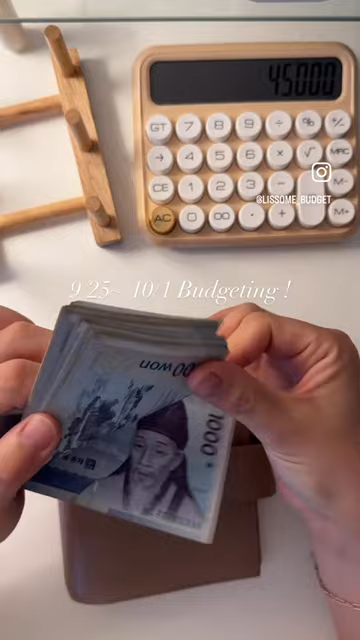 45000
GT 7 8 9 ÷ % +/-
→ 4 5 6 × √ MRC
CE 1 2 3 − M-
AC 0 00 · + M+
@LISSOME_BUDGET
9/25~ 10/1 Budgeting !
1000 won
1000